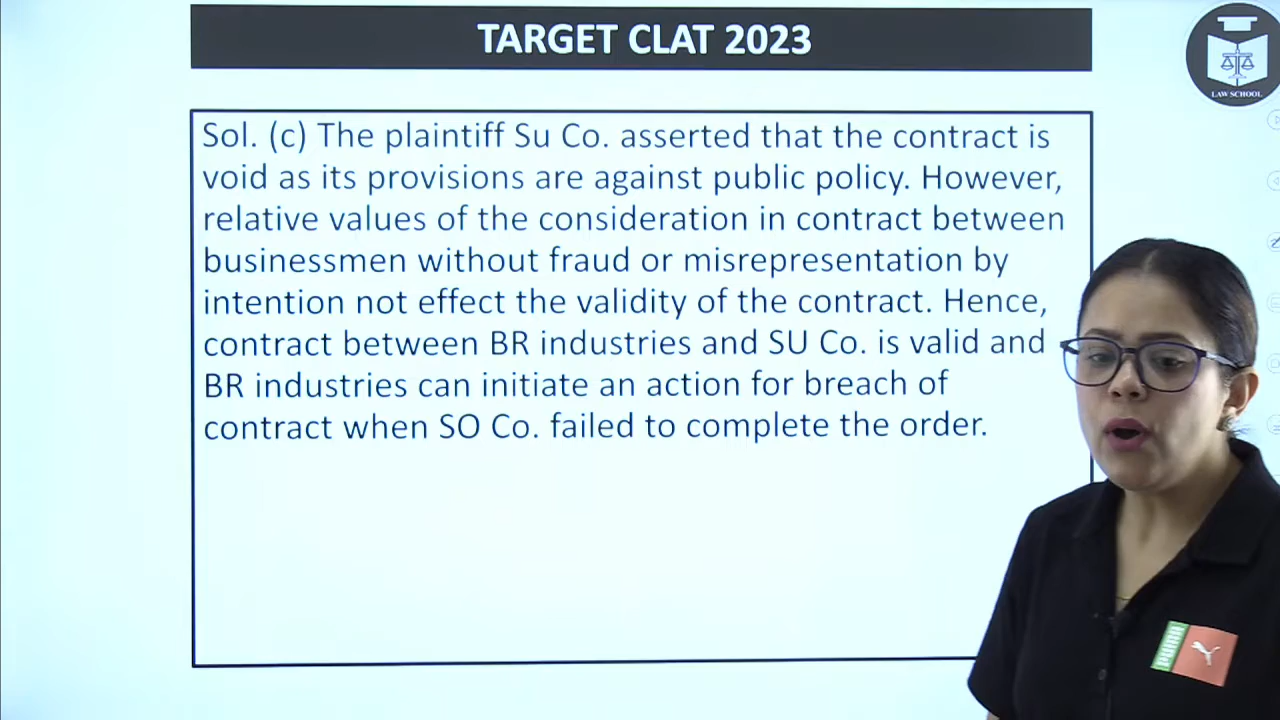 TARGET CLAT 2023
LAW SCHOOL
Sol. (c) The plaintiff Su Co. asserted that the contract is
void as its provisions are against public policy. However,
relative values of the consideration in contract between
businessmen without fraud or misrepresentation by
intention not effect the validity of the contract. Hence,
contract between BR industries and SU Co. is valid and
BR industries can initiate an action for breach of
contract when SO Co. failed to complete the order.
PUMA